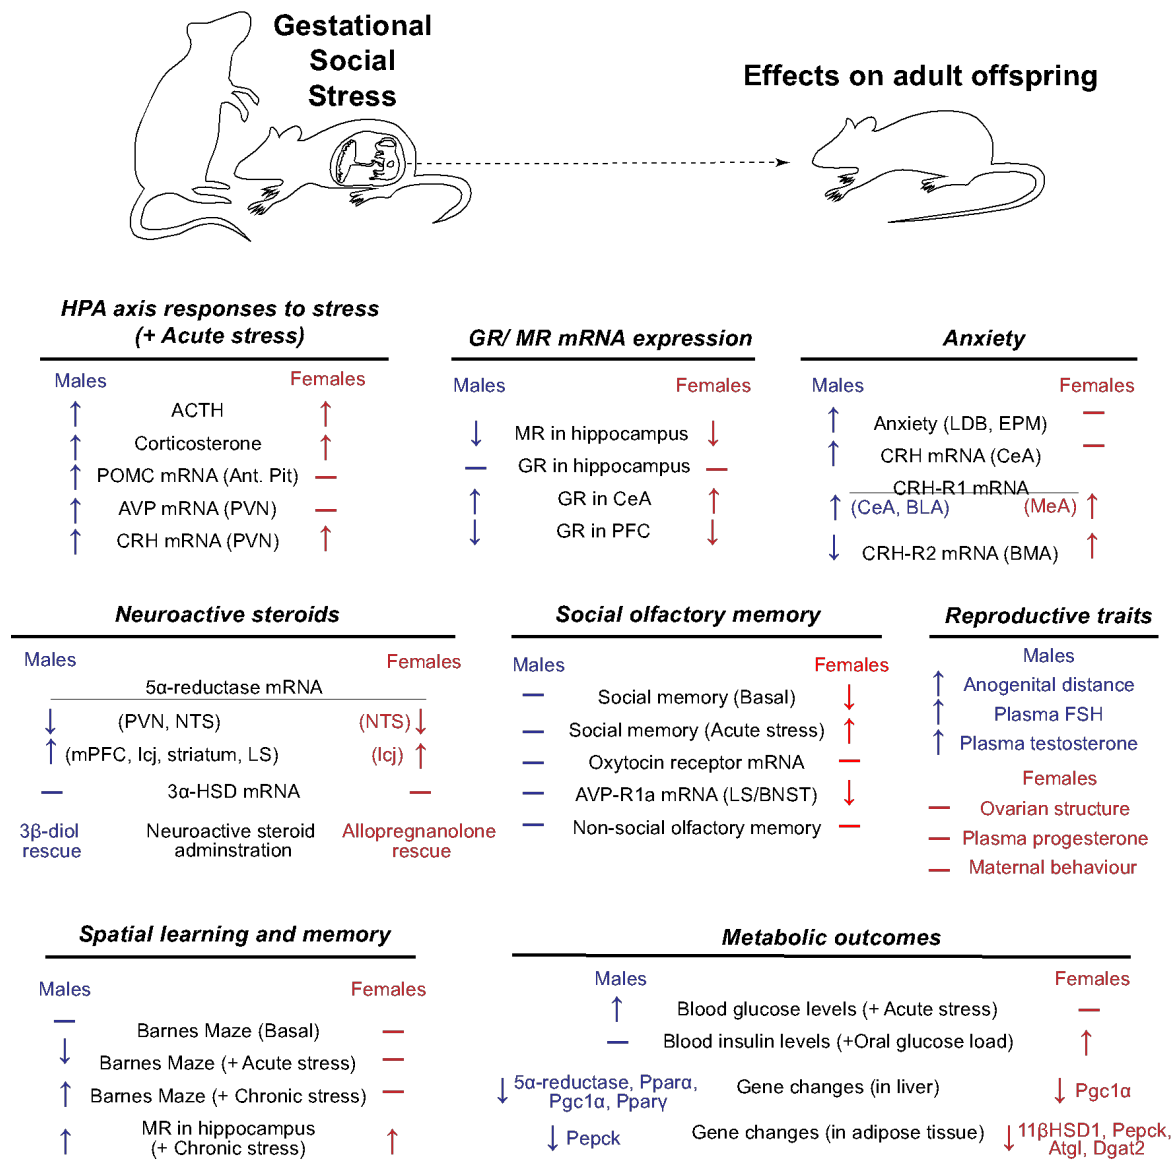 Gestational
Social
Stress
Effects on adult offspring
HPA axis responses to stress
(+ Acute stress)
Males
Females
↑ ACTH ↑
↑ Corticosterone ↑
↑ POMC mRNA (Ant. Pit) —
↑ AVP mRNA (PVN) —
↑ CRH mRNA (PVN) ↑
GR/ MR mRNA expression
Males
Females
↓ MR in hippocampus ↓
— GR in hippocampus —
↑ GR in CeA ↑
↓ GR in PFC ↓
Anxiety
Males
Females
↑ Anxiety (LDB, EPM) —
↑ CRH mRNA (CeA) —
CRH-R1 mRNA
↑ (CeA, BLA) (MeA) ↑
↓ CRH-R2 mRNA (BMA) ↑
Neuroactive steroids
Males
Females
5α-reductase mRNA
↓ (PVN, NTS) (NTS) ↓
↑ (mPFC, Icj, striatum, LS) (Icj) ↑
— 3α-HSD mRNA —
3β-diol Neuroactive steroid Allopregnanolone
rescue adminstration rescue
Social olfactory memory
Males
Females
— Social memory (Basal) ↓
— Social memory (Acute stress) ↑
— Oxytocin receptor mRNA —
— AVP-R1a mRNA (LS/BNST) ↓
— Non-social olfactory memory —
Reproductive traits
Males
↑ Anogenital distance
↑ Plasma FSH
↑ Plasma testosterone
Females
— Ovarian structure
— Plasma progesterone
— Maternal behaviour
Spatial learning and memory
Males
Females
— Barnes Maze (Basal) —
↓ Barnes Maze (+ Acute stress) —
↑ Barnes Maze (+ Chronic stress) —
MR in hippocampus
↑ (+ Chronic stress) ↑
Metabolic outcomes
Males
Females
↑ Blood glucose levels (+ Acute stress) —
— Blood insulin levels (+Oral glucose load) ↑
↓ 5α-reductase, Pparα, Gene changes (in liver) ↓ Pgc1α
Pgc1α, Pparγ
↓ Pepck Gene changes (in adipose tissue) ↓ 11βHSD1, Pepck,
Atgl, Dgat2